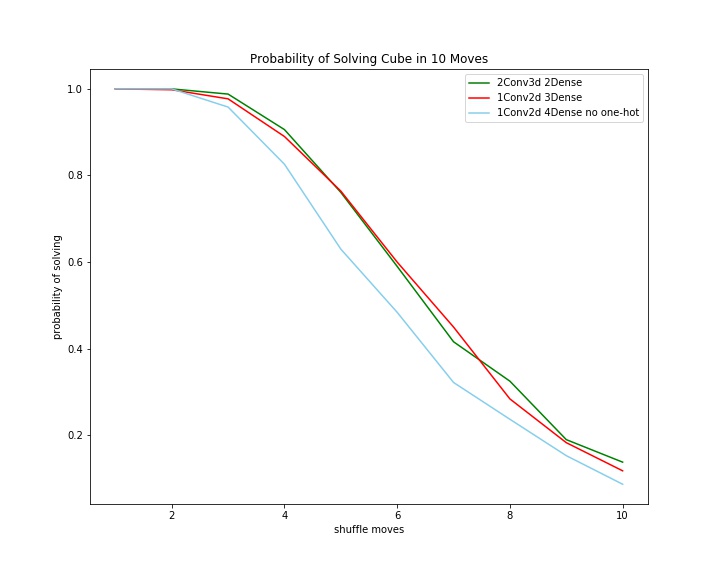 Probability of Solving Cube in 10 Moves
2Conv3d 2Dense
1Conv2d 3Dense
1Conv2d 4Dense no one-hot
probability of solving
1.0
0.8
0.6
0.4
0.2
2 4 6 8 10
shuffle moves